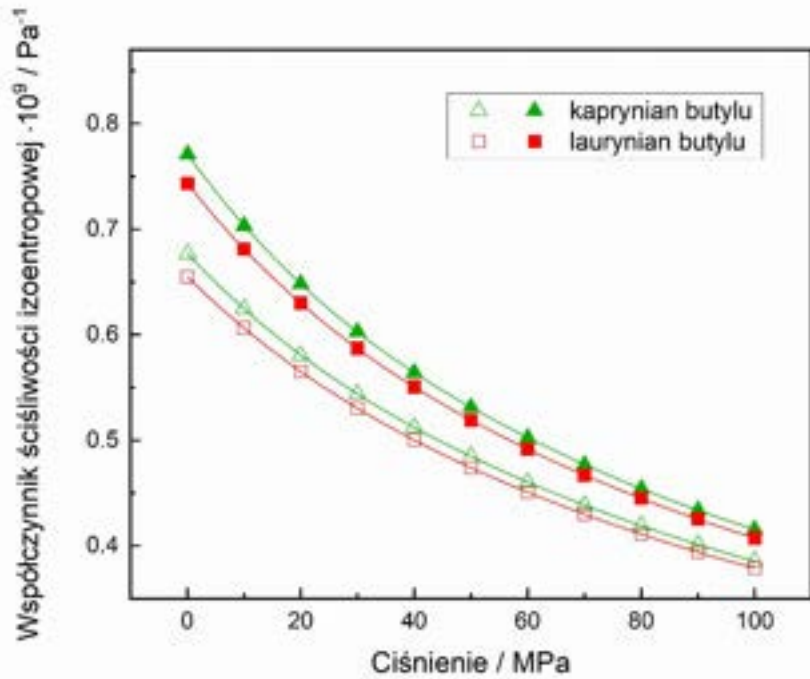 Współczynnik ściśliwości izoentropowej ·10⁹ / Pa⁻¹
0.8
0.7
0.6
0.5
0.4
kaprynian butylu
laurynian butylu
0 20 40 60 80 100
Ciśnienie / MPa